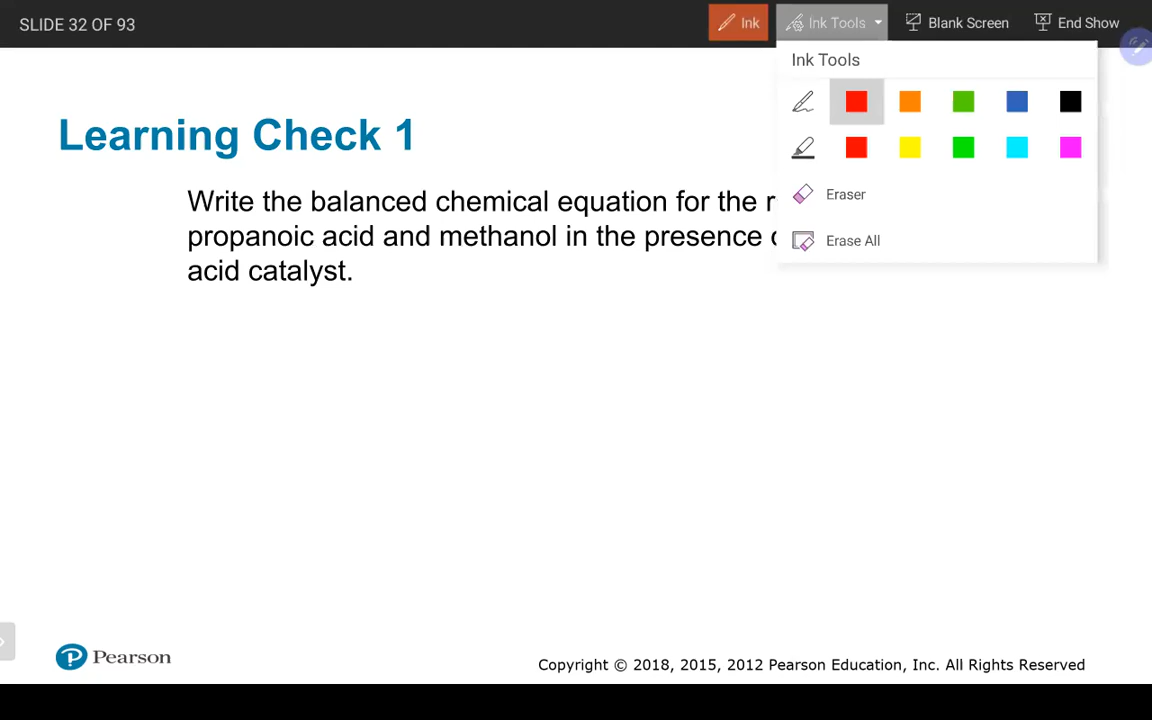 SLIDE 32 OF 93
Ink
Ink Tools
Blank Screen
End Show
Ink Tools
Eraser
Erase All
Learning Check 1
Write the balanced chemical equation for the
propanoic acid and methanol in the presence
acid catalyst.
Pearson
Copyright © 2018, 2015, 2012 Pearson Education, Inc. All Rights Reserved